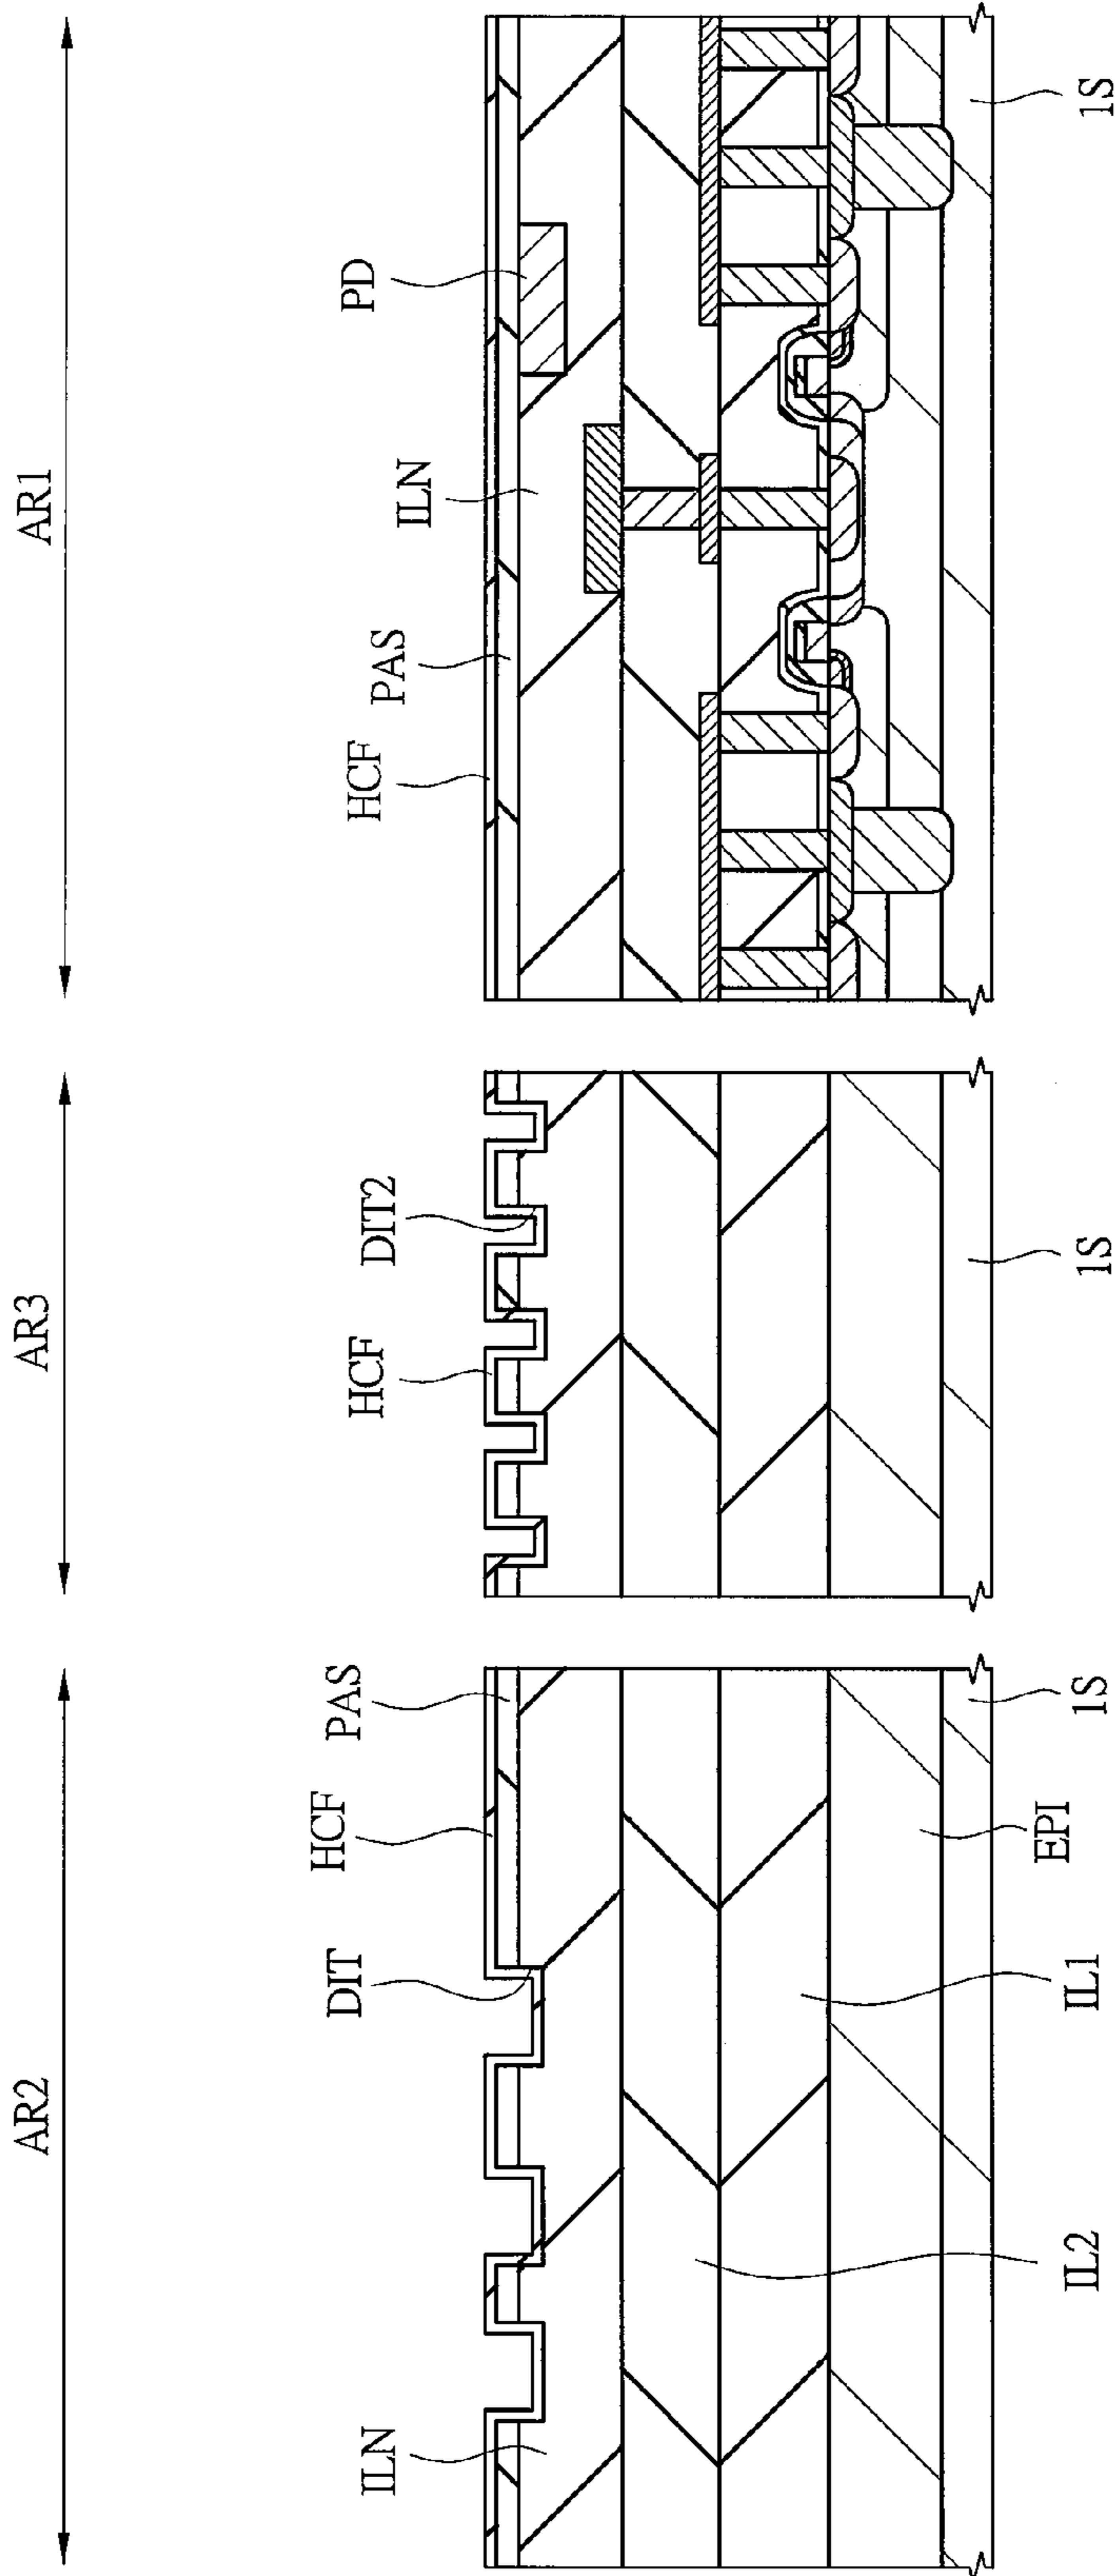 AR2
AR3
AR1
ILN
DIT
HCF
PAS
HCF
DIT2
HCF
PAS
ILN
PD
IL2
IL1
EPI
1S
1S
1S